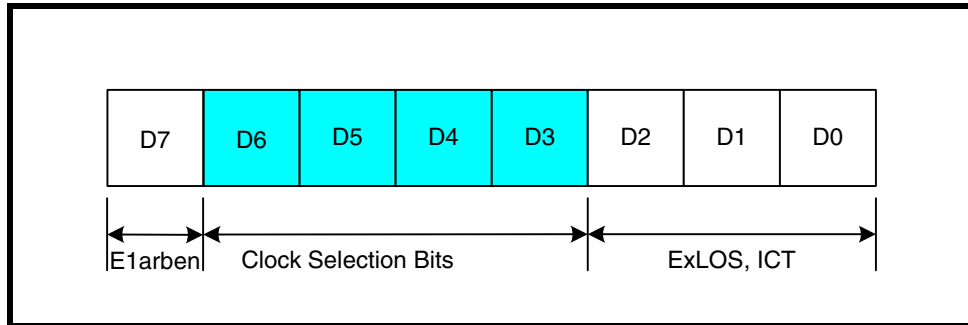 D7 D6 D5 D4 D3 D2 D1 D0
E1arben Clock Selection Bits ExLOS, ICT